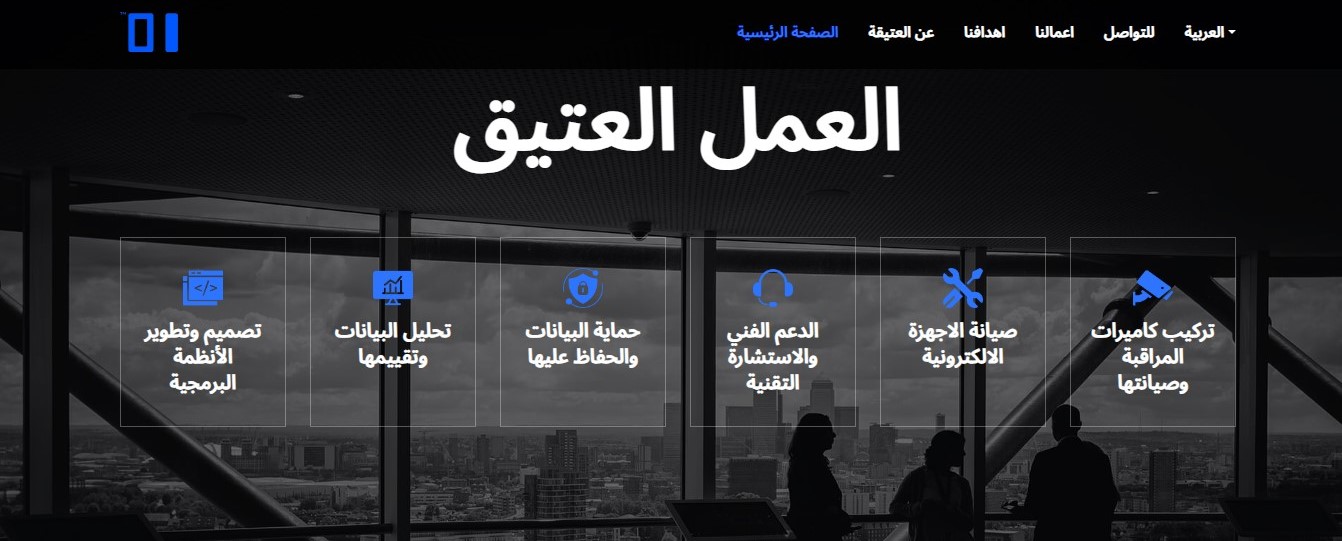 العربية
للتواصل
اعمالنا
اهدافنا
عن العتيقة
الصفحة الرئيسية
01™
العمل العتيق
تركيب كاميرات
المراقبة
وصيانتها
صيانة الاجهزة
الالكترونية
الدعم الفني
والاستشارة
التقنية
حماية البيانات
والحفاظ عليها
تحليل البيانات
وتقييمها
</>
تصميم وتطوير
الأنظمة
البرمجية